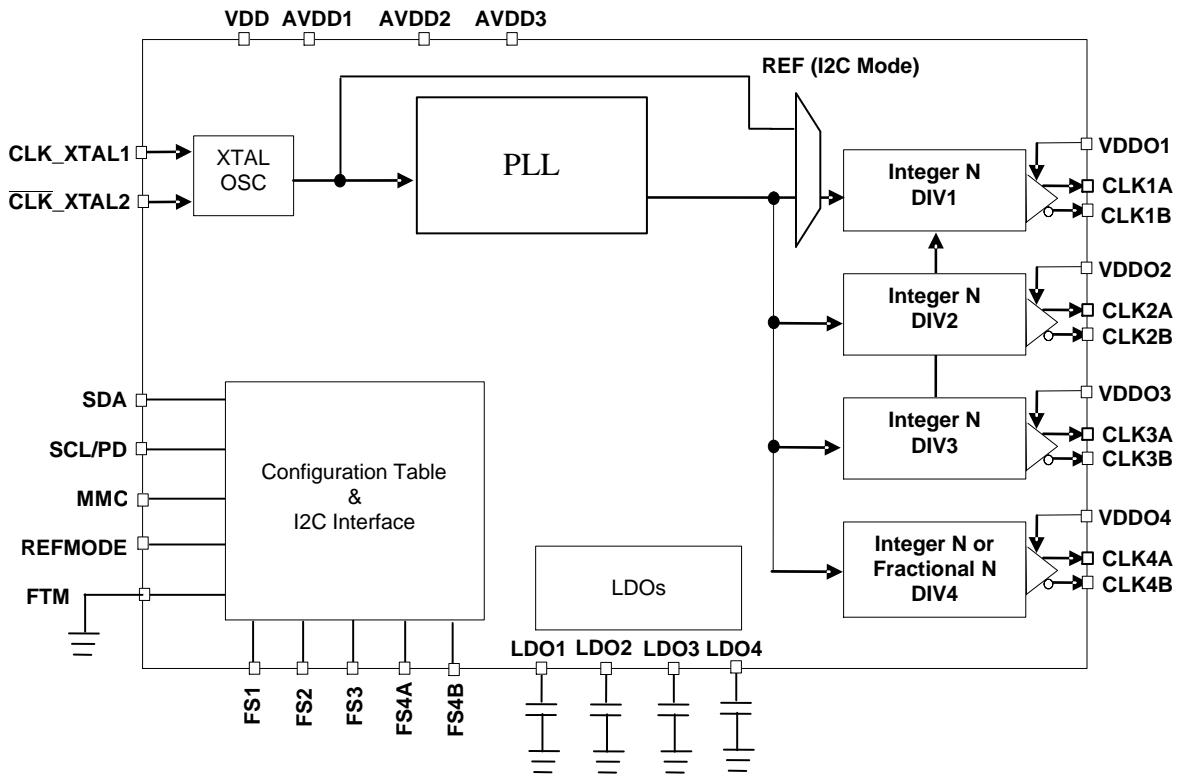 VDD AVDD1 AVDD2 AVDD3
REF (I2C Mode)
CLK_XTAL1
C̅L̅K̅_XTAL2
XTAL
OSC
PLL
Integer N
DIV1
VDDO1
CLK1A
CLK1B
Integer N
DIV2
VDDO2
CLK2A
CLK2B
Integer N
DIV3
VDDO3
CLK3A
CLK3B
Integer N or
Fractional N
DIV4
VDDO4
CLK4A
CLK4B
SDA
SCL/PD
MMC
REFMODE
FTM
Configuration Table
&
I2C Interface
LDOs
LDO1 LDO2 LDO3 LDO4
FS1
FS2
FS3
FS4A
FS4B